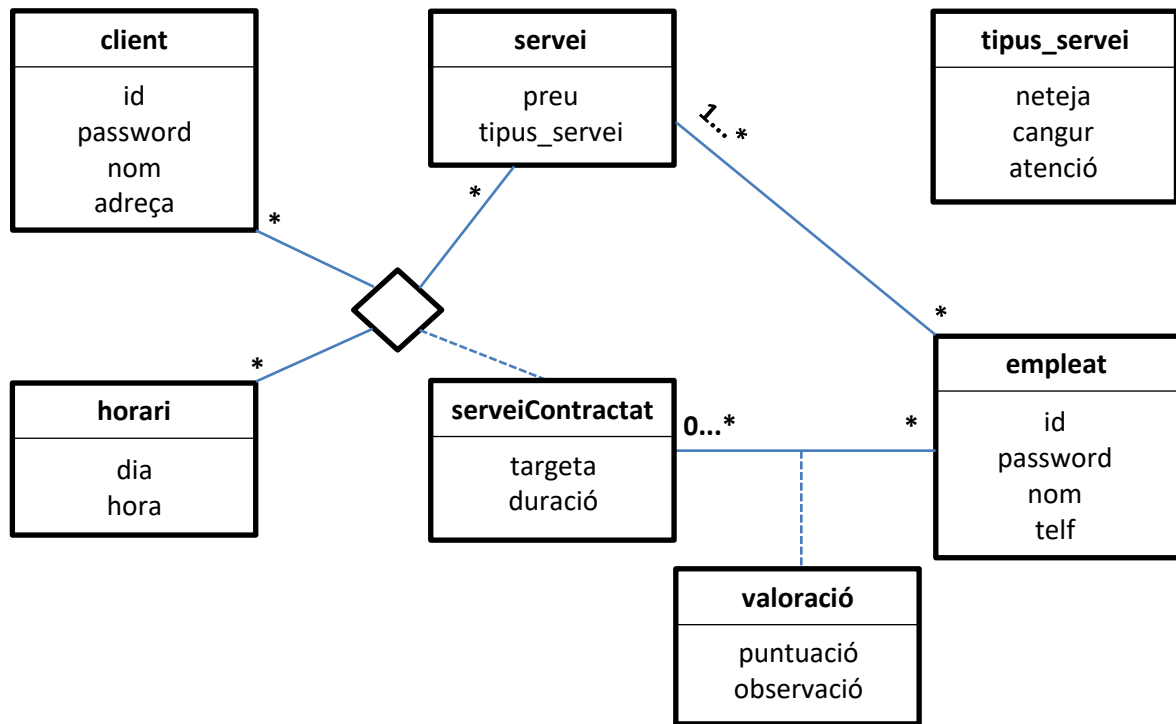 client
id
password
nom
adreça
*
servei
preu
tipus_servei
*
1... *
tipus_servei
neteja
cangur
atenció
*
horari
dia
hora
*
serveiContractat
targeta
duració
0...*
*
empleat
id
password
nom
telf
valoració
puntuació
observació